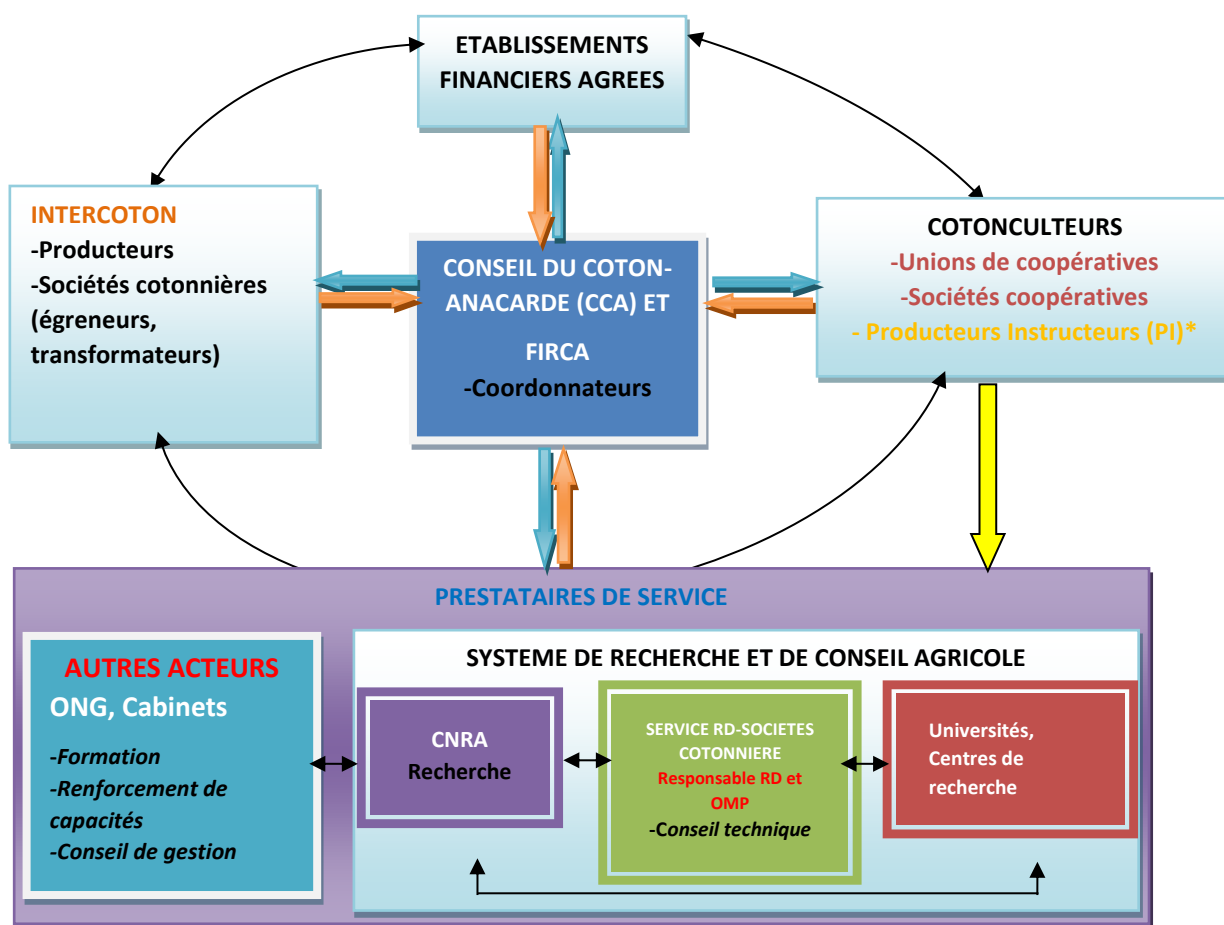 ETABLISSEMENTS
FINANCIERS AGREES
INTERCOTON
-Producteurs
-Sociétés cotonnières
(égreneurs,
transformateurs)
CONSEIL DU COTON-
ANACARDE (CCA) ET
FIRCA
-Coordonnateurs
COTONCULTEURS
-Unions de coopératives
-Sociétés coopératives
- Producteurs Instructeurs (PI)*
PRESTATAIRES DE SERVICE
AUTRES ACTEURS
ONG, Cabinets
-Formation
-Renforcement de
capacités
-Conseil de gestion
SYSTEME DE RECHERCHE ET DE CONSEIL AGRICOLE
CNRA
Recherche
SERVICE RD-SOCIETES
COTONNIERE
Responsable RD et
OMP
-Conseil technique
Universités,
Centres de
recherche